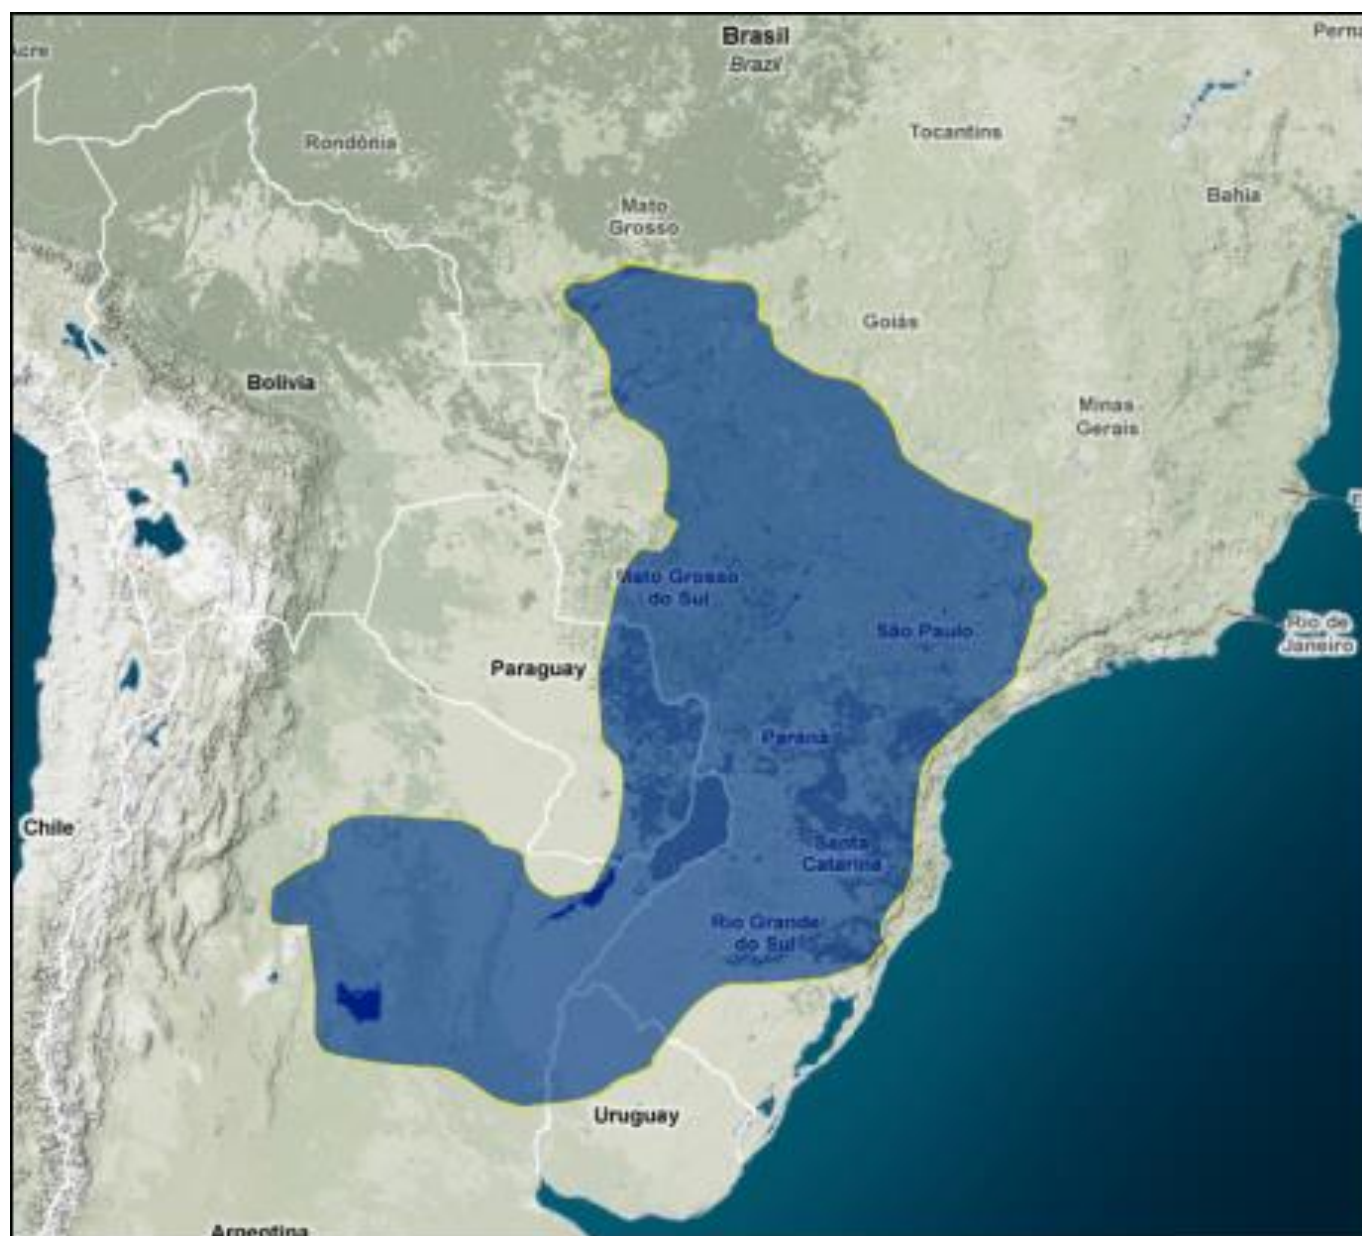 Brasil
Brazil
Perna
Acre
Tocantins
Rondônia
Bahia
Mato
Grosso
Goiás
Bolivia
Minas
Gerais
Mato Grosso
do Sul
São Paulo
Rio de
Janeiro
Paraguay
Paraná
Chile
Santa
Catarina
Rio Grande
do Sul
Uruguay
Argentina